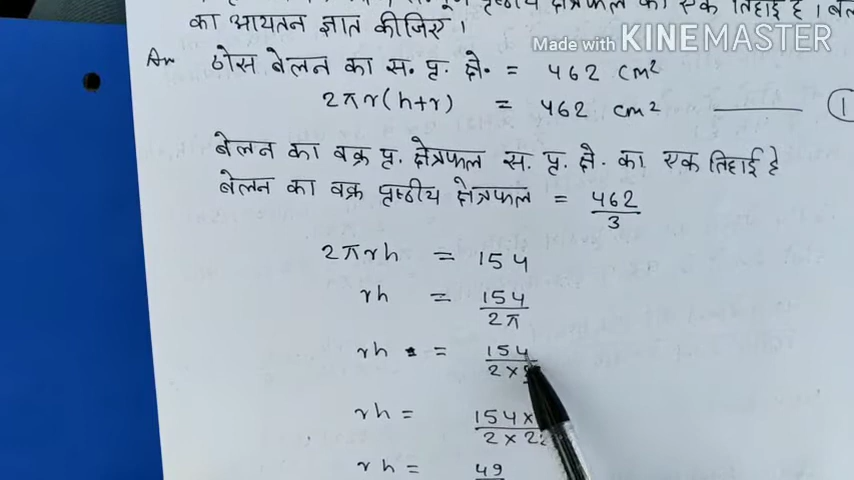 का एक तिहाई है। बेल
का आयतन ज्ञात कीजिए।
Made with KINEMASTER
Ans ठोस बेलन का स. पृ. क्षे. = 462 cm²
2πr(h+r) = 462 cm² ——— 1
बेलन का वक्र पृ. क्षेत्रफल स. पृ. क्षे. का एक तिहाई है
बेलन का वक्र पृष्ठीय क्षेत्रफल = 462/3
2πrh = 154
rh = 154/2π
rh = 154/2×
rh = 154×/2×22
rh = 49